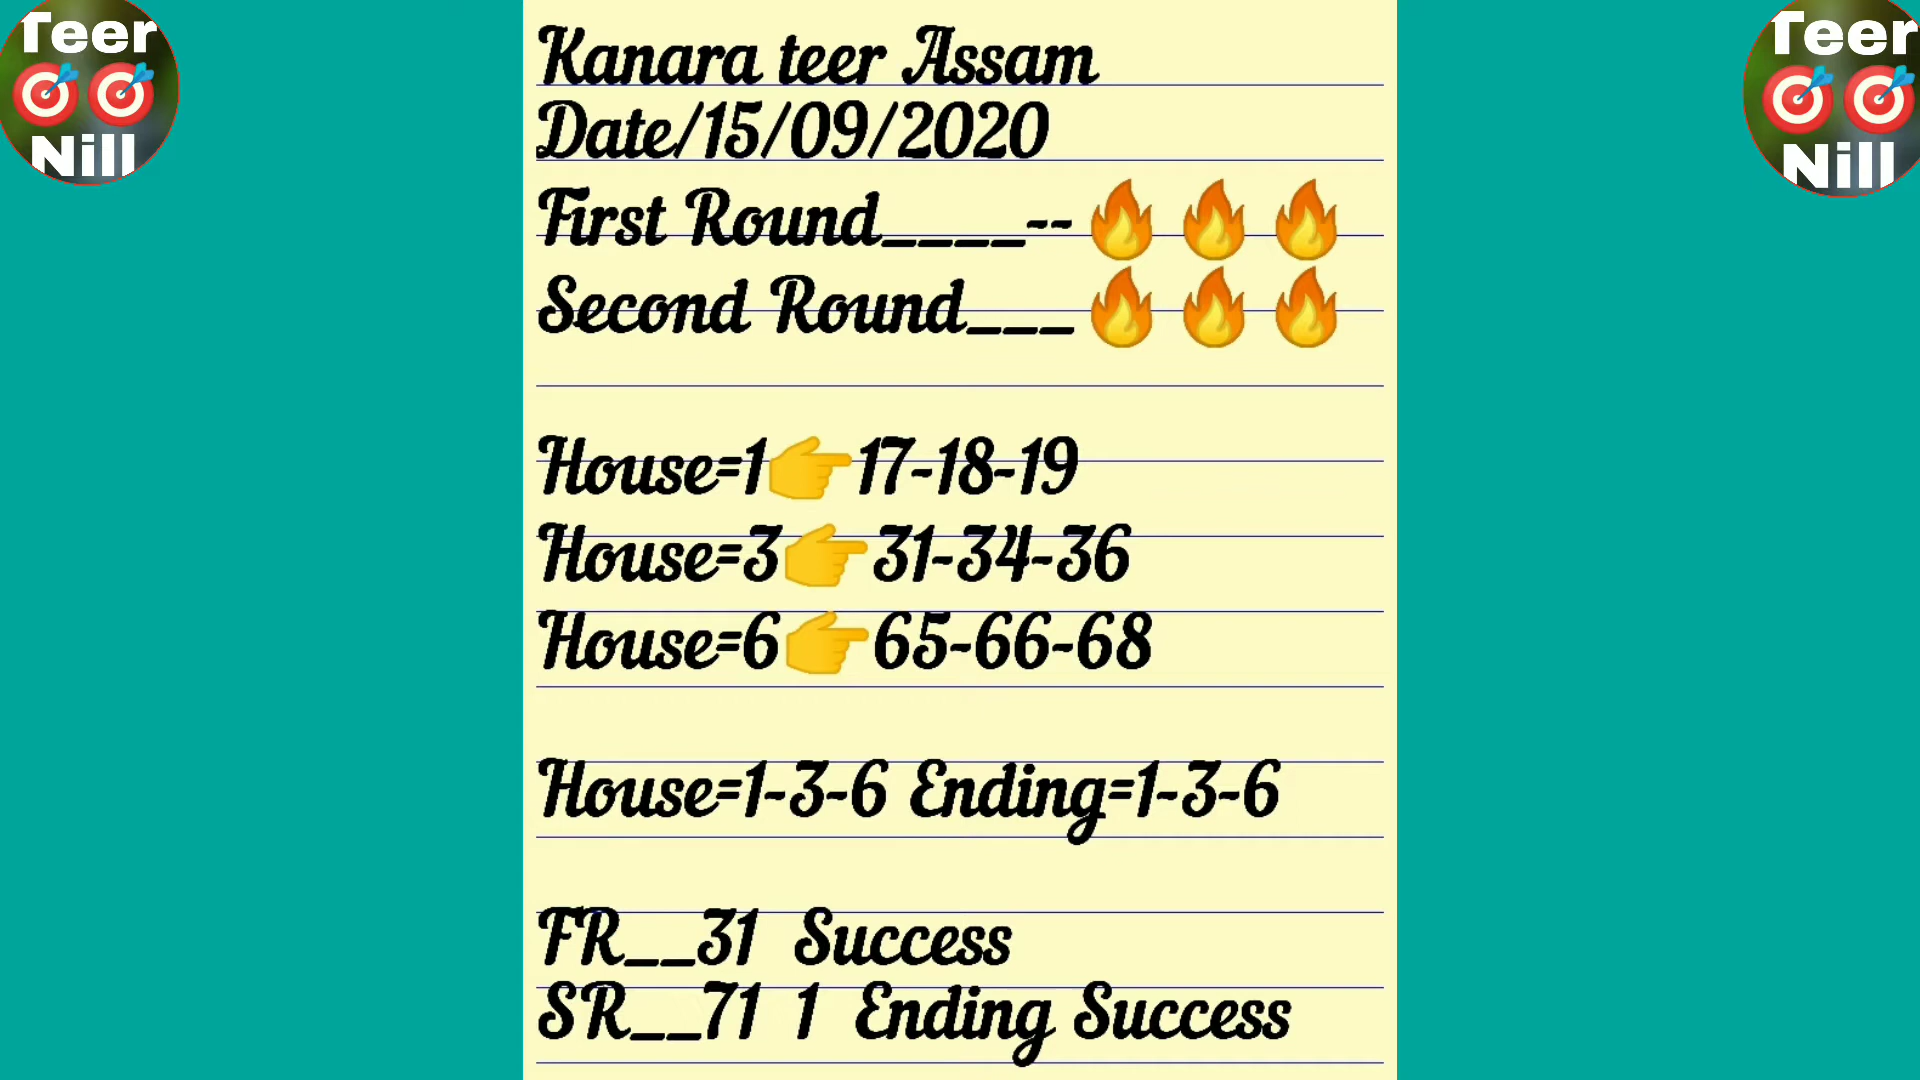 Teer
Nill
Teer
Nill
Kanara teer Assam
Date/15/09/2020
First Round____--🔥🔥🔥
Second Round___🔥🔥🔥
House=1👉17-18-19
House=3👉31-34-36
House=6👉65-66-68
House=1-3-6 Ending=1-3-6
FR__31 Success
SR__71 1 Ending Success